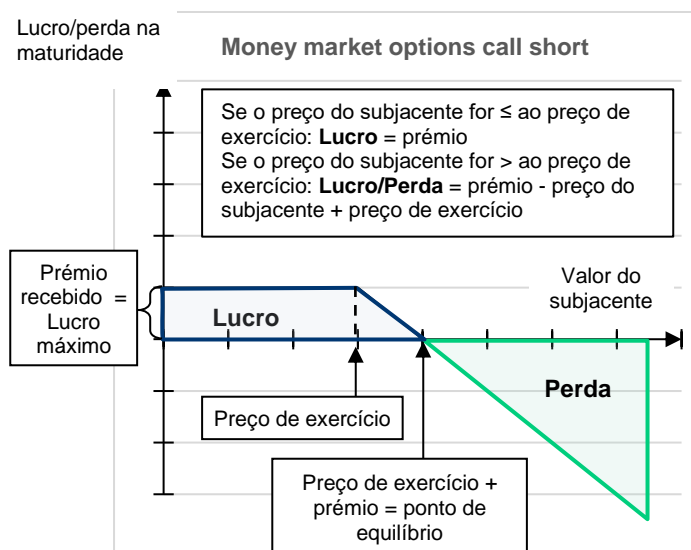 Lucro/perda na
maturidade
Money market options call short
Se o preço do subjacente for ≤ ao preço de
exercício: Lucro = prémio
Se o preço do subjacente for > ao preço de
exercício: Lucro/Perda = prémio - preço do
subjacente + preço de exercício
Prémio
recebido =
Lucro
máximo
Lucro
Valor do
subjacente
Perda
Preço de exercício
Preço de exercício +
prémio = ponto de
equilíbrio